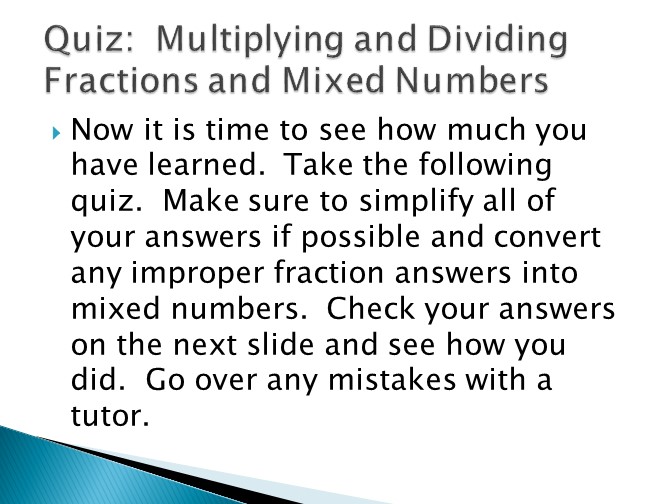 Quiz:  Multiplying and Dividing
Fractions and Mixed Numbers
Now it is time to see how much you
have learned.  Take the following
quiz.  Make sure to simplify all of
your answers if possible and convert
any improper fraction answers into
mixed numbers.  Check your answers
on the next slide and see how you
did.  Go over any mistakes with a
tutor.